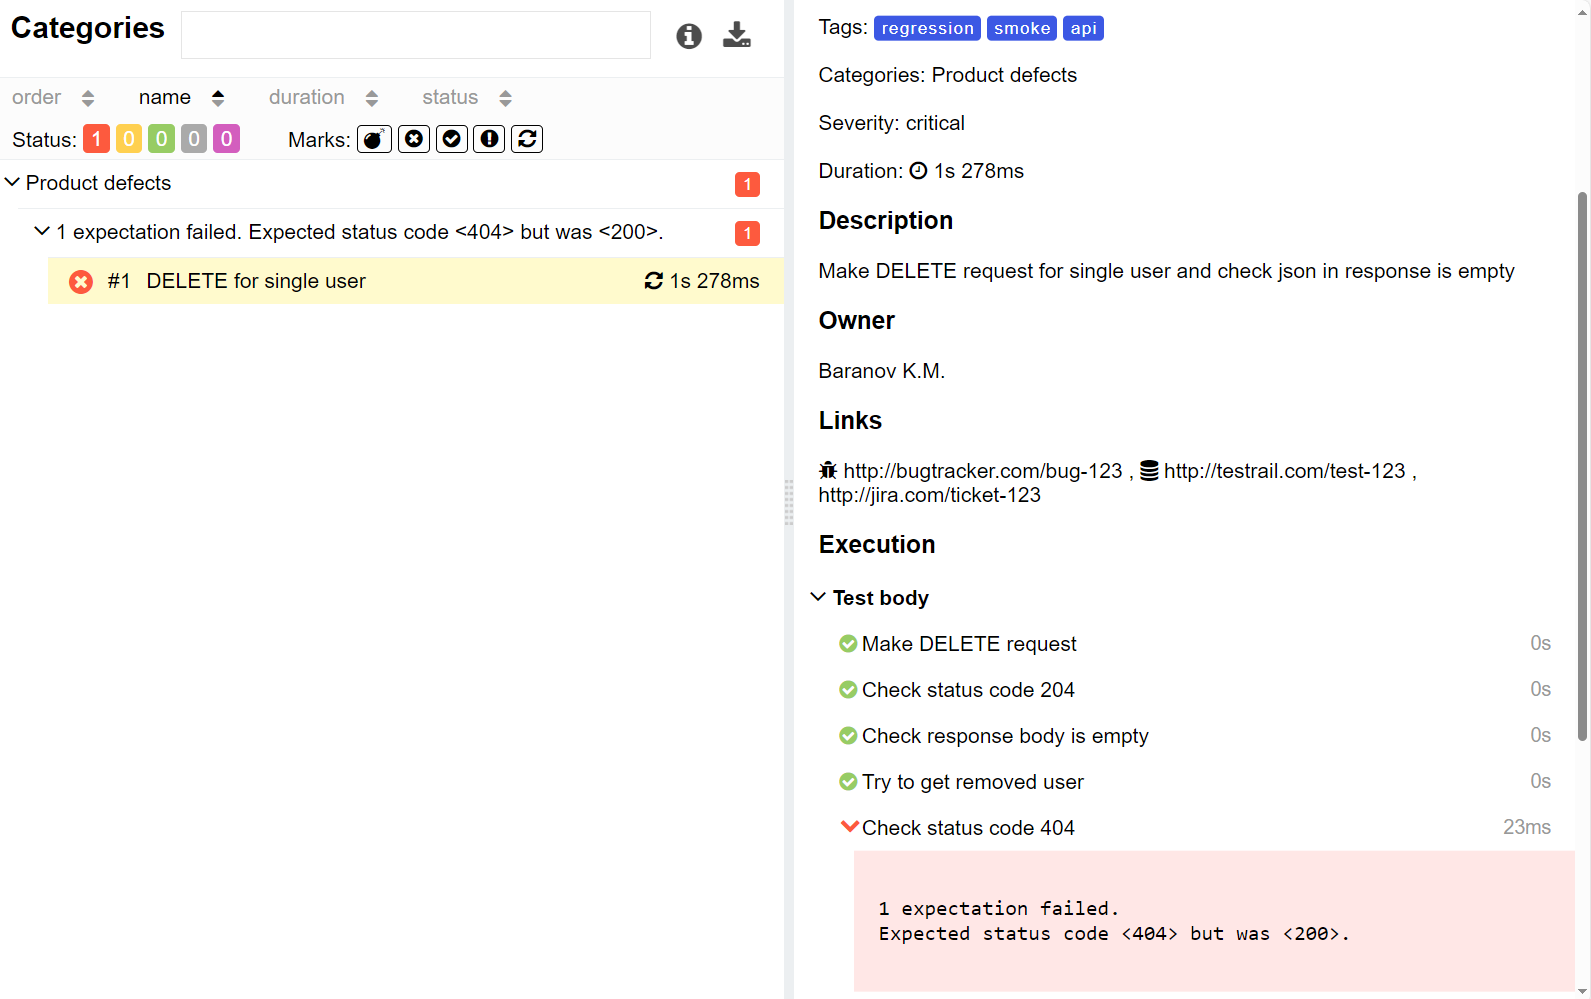 Categories
order name duration status
Status: 1 0 0 0 0 Marks:
Product defects 1
1 expectation failed. Expected status code <404> but was <200>. 1
#1 DELETE for single user 1s 278ms
Tags: regression smoke api
Categories: Product defects
Severity: critical
Duration: 1s 278ms
Description
Make DELETE request for single user and check json in response is empty
Owner
Baranov K.M.
Links
http://bugtracker.com/bug-123 , http://testrail.com/test-123 ,
http://jira.com/ticket-123
Execution
Test body
Make DELETE request 0s
Check status code 204 0s
Check response body is empty 0s
Try to get removed user 0s
Check status code 404 23ms
1 expectation failed.
Expected status code <404> but was <200>.